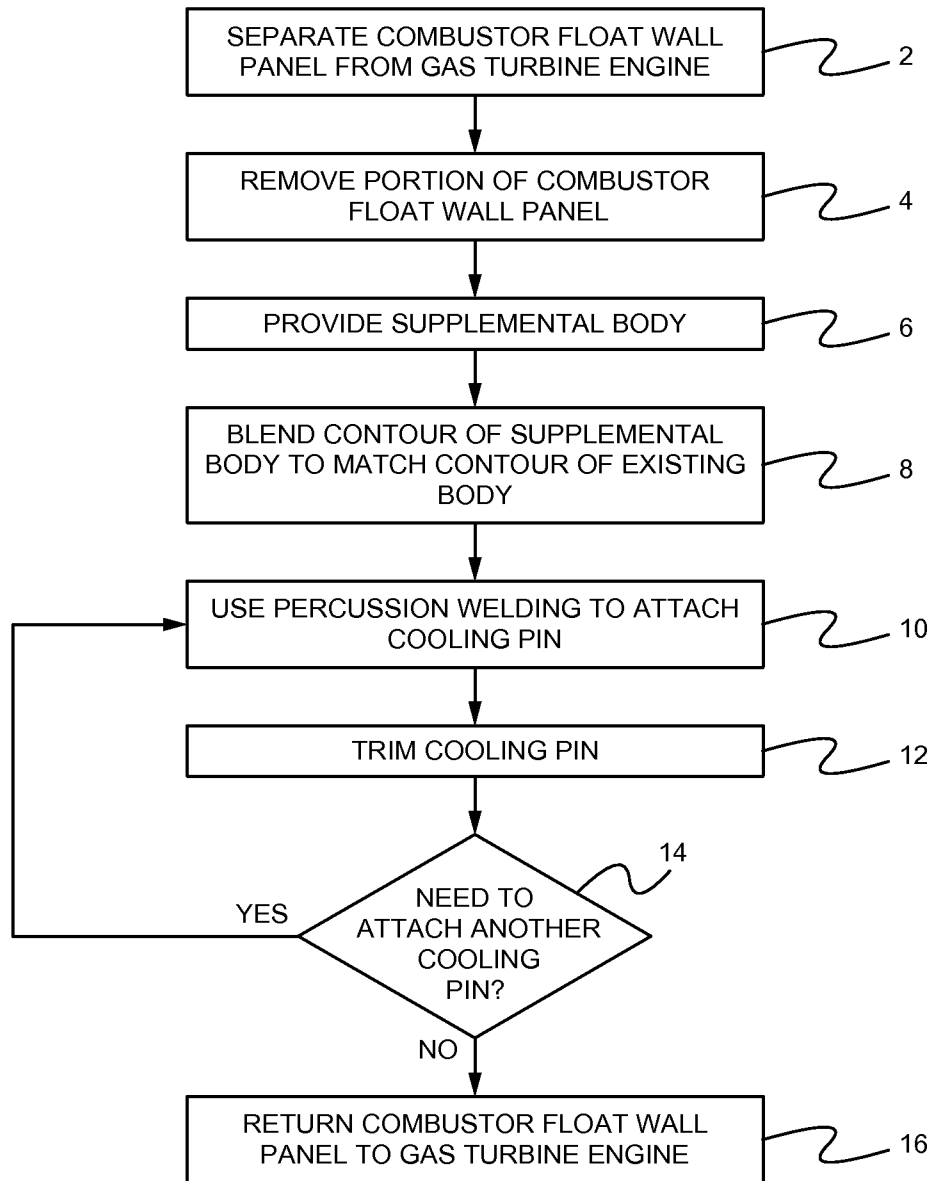 SEPARATE COMBUSTOR FLOAT WALL
PANEL FROM GAS TURBINE ENGINE
2
REMOVE PORTION OF COMBUSTOR
FLOAT WALL PANEL
4
PROVIDE SUPPLEMENTAL BODY
6
BLEND CONTOUR OF SUPPLEMENTAL
BODY TO MATCH CONTOUR OF EXISTING
BODY
8
USE PERCUSSION WELDING TO ATTACH
COOLING PIN
10
TRIM COOLING PIN
12
14
NEED TO
ATTACH ANOTHER
COOLING
PIN?
YES
NO
RETURN COMBUSTOR FLOAT WALL
PANEL TO GAS TURBINE ENGINE
16